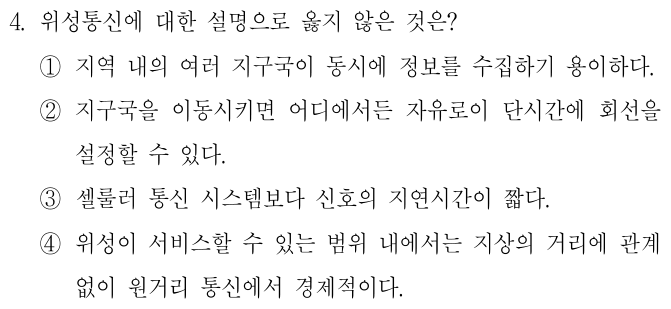 4. 위성통신에 대한 설명으로 옳지 않은 것은?
① 지역 내의 여러 지구국이 동시에 정보를 수집하기 용이하다.
② 지구국을 이동시키면 어디에서든 자유로이 단시간에 회선을
설정할 수 있다.
③ 셀룰러 통신 시스템보다 신호의 지연시간이 짧다.
④ 위성이 서비스할 수 있는 범위 내에서는 지상의 거리에 관계
없이 원거리 통신에서 경제적이다.